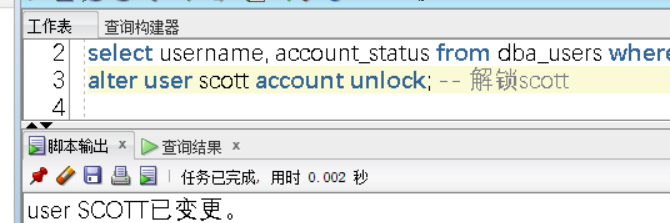 工作表 查询构建器
2 select username, account_status from dba_users where
3 alter user scott account unlock; -- 解锁scott
4
脚本输出 x 查询结果 x
任务已完成, 用时 0.002 秒
user SCOTT已变更。